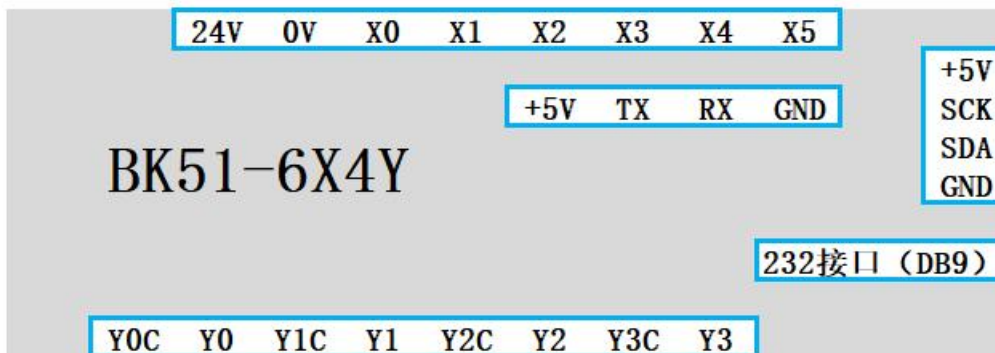 24V 0V X0 X1 X2 X3 X4 X5
+5V TX RX GND
+5V
SCK
SDA
GND
BK51-6X4Y
232接口（DB9）
Y0C Y0 Y1C Y1 Y2C Y2 Y3C Y3